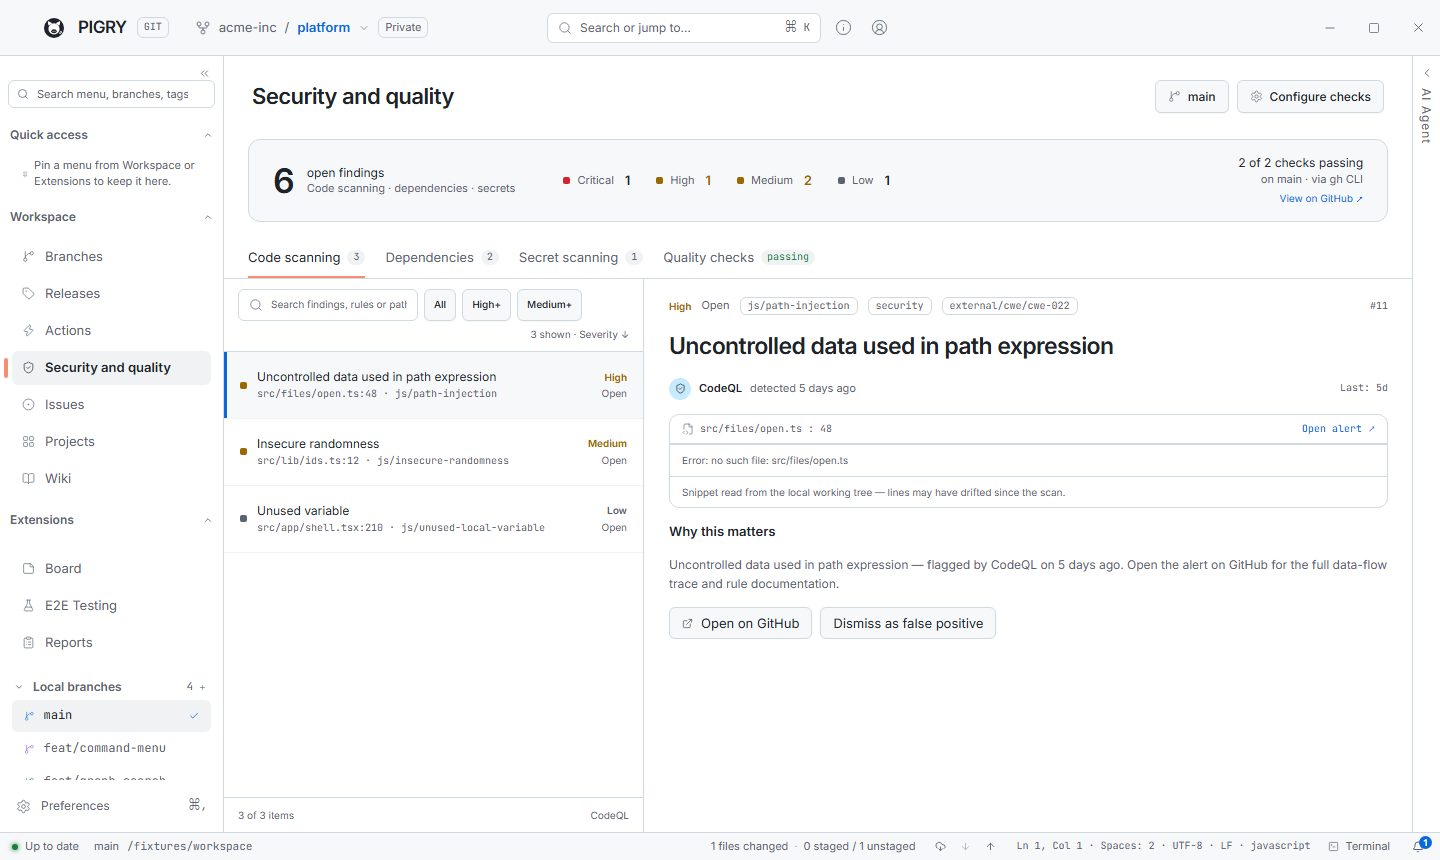 PIGRY GIT acme-inc / platform Private Search or jump to... ⌘ K
Search menu, branches, tags
Quick access
Pin a menu from Workspace or
Extensions to keep it here.
Workspace
Branches
Releases
Actions
Security and quality
Issues
Projects
Wiki
Extensions
Board
E2E Testing
Reports
Local branches 4 +
main
feat/command-menu
Preferences ⌘,
Security and quality
main Configure checks
6 open findings
Code scanning · dependencies · secrets
Critical 1 High 1 Medium 2 Low 1
2 of 2 checks passing
on main · via gh CLI
View on GitHub ↗
Code scanning 3 Dependencies 2 Secret scanning 1 Quality checks passing
Search findings, rules or path All High+ Medium+
3 shown · Severity ↓
Uncontrolled data used in path expression High
src/files/open.ts:48 · js/path-injection Open
Insecure randomness Medium
src/lib/ids.ts:12 · js/insecure-randomness Open
Unused variable Low
src/app/shell.tsx:210 · js/unused-local-variable Open
3 of 3 items CodeQL
High Open js/path-injection security external/cwe/cwe-022 #11
Uncontrolled data used in path expression
CodeQL detected 5 days ago Last: 5d
src/files/open.ts : 48 Open alert ↗
Error: no such file: src/files/open.ts
Snippet read from the local working tree — lines may have drifted since the scan.
Why this matters
Uncontrolled data used in path expression — flagged by CodeQL on 5 days ago. Open the alert on GitHub for the full data-flow
trace and rule documentation.
Open on GitHub Dismiss as false positive
AI Agent
Up to date main /fixtures/workspace 1 files changed · 0 staged / 1 unstaged Ln 1, Col 1 · Spaces: 2 · UTF-8 · LF · javascript Terminal 1